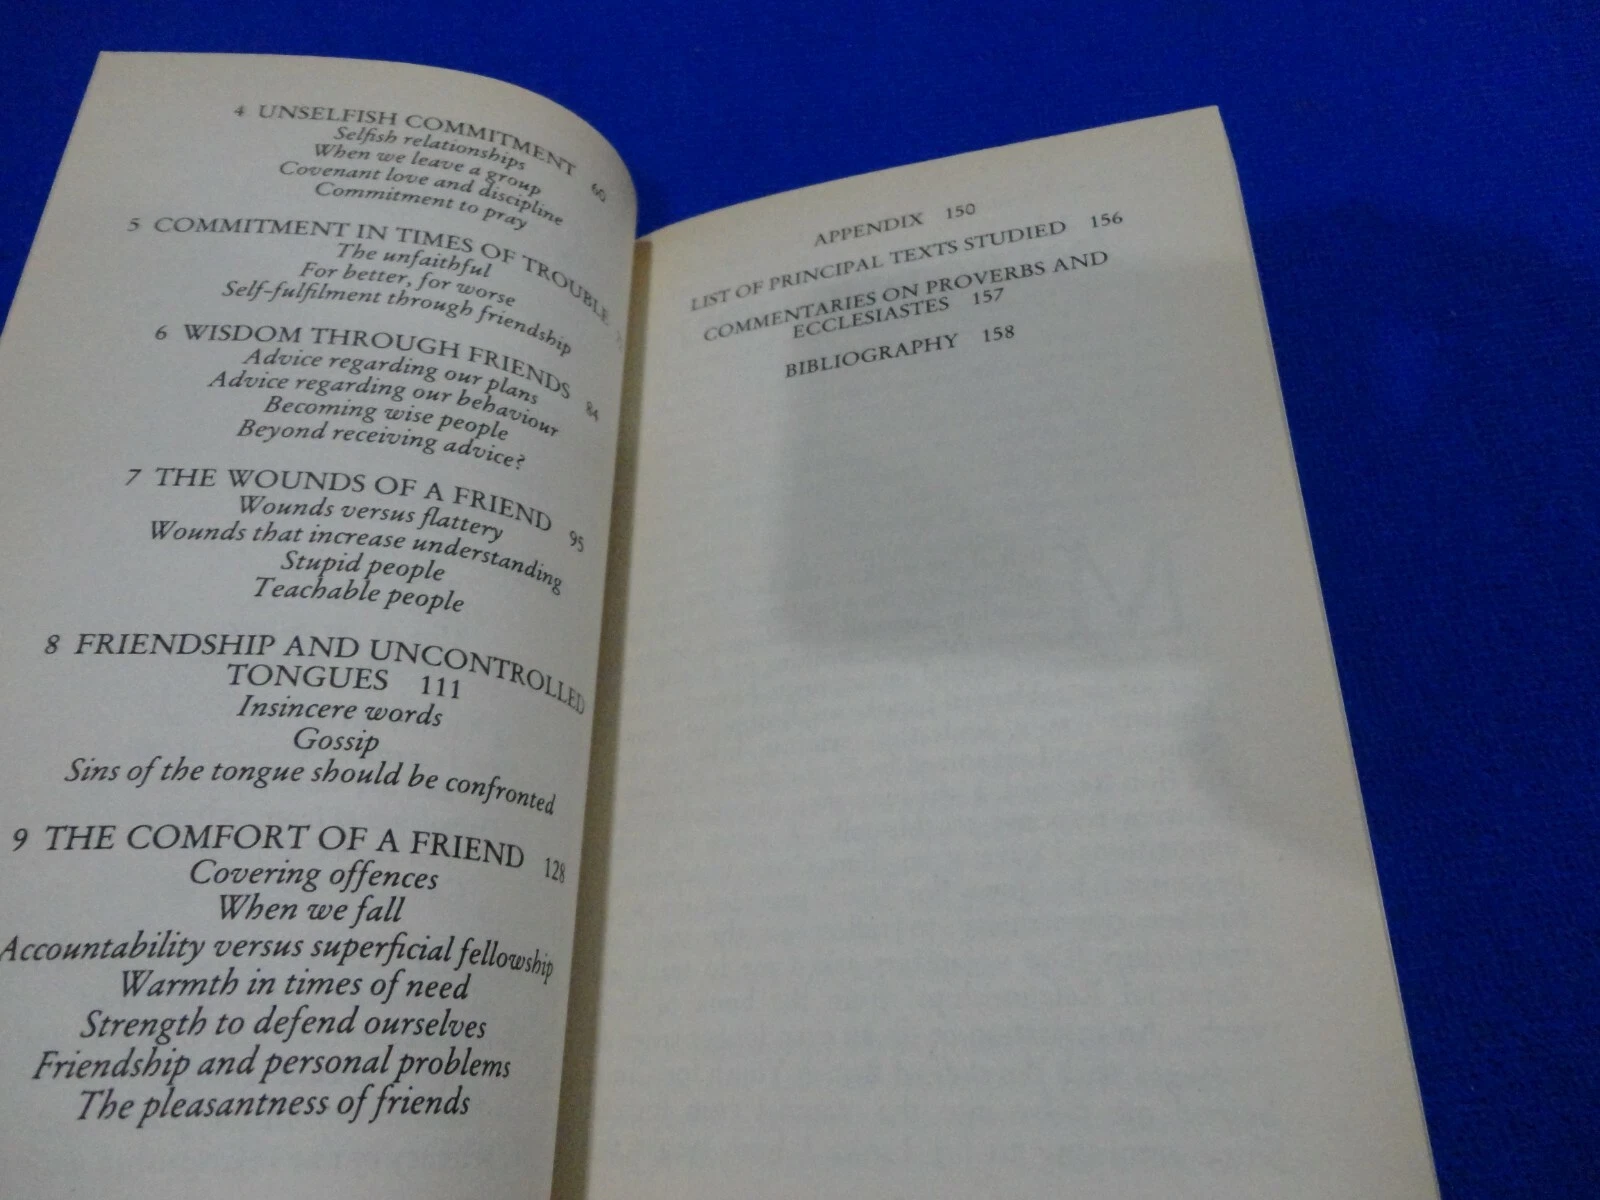 4 UNSELFISH COMMITMENT 60
Selfish relationships
When we leave a group
Covenant love and discipline
Commitment to pray
5 COMMITMENT IN TIMES OF TROUBLE
The unfaithful
For better, for worse
Self-fulfilment through friendship
6 WISDOM THROUGH FRIENDS 84
Advice regarding our plans
Advice regarding our behaviour
Becoming wise people
Beyond receiving advice?
7 THE WOUNDS OF A FRIEND 95
Wounds versus flattery
Wounds that increase understanding
Stupid people
Teachable people
8 FRIENDSHIP AND UNCONTROLLED
TONGUES 111
Insincere words
Gossip
Sins of the tongue should be confronted
9 THE COMFORT OF A FRIEND 128
Covering offences
When we fall
Accountability versus superficial fellowship
Warmth in times of need
Strength to defend ourselves
Friendship and personal problems
The pleasantness of friends
APPENDIX 150
LIST OF PRINCIPAL TEXTS STUDIED 156
COMMENTARIES ON PROVERBS AND
ECCLESIASTES 157
BIBLIOGRAPHY 158